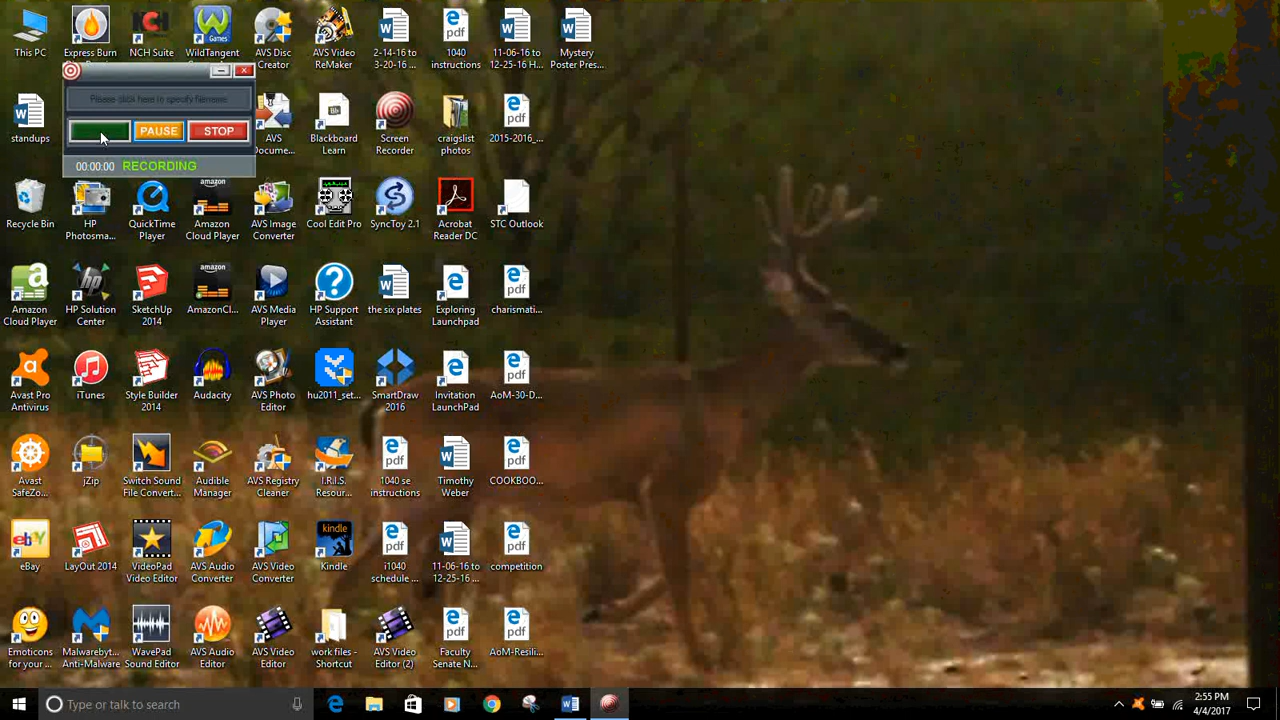 This PC
Express Burn
NCH Suite
WildTangent
Games
AVS Disc
Creator
AVS Video
ReMaker
2-14-16 to
3-20-16 ...
1040
instructions
11-06-16 to
12-25-16 H...
Mystery
Poster Pres...
Please click here to specify filename
PAUSE
STOP
00:00:00 RECORDING
standups
AVS
Docume...
Blackboard
Learn
Screen
Recorder
craigslist
photos
2015-2016_...
Recycle Bin
HP
Photosma...
QuickTime
Player
Amazon
Cloud Player
AVS Image
Converter
Cool Edit Pro
SyncToy 2.1
Acrobat
Reader DC
STC Outlook
Amazon
Cloud Player
HP Solution
Center
SketchUp
2014
AmazonCl...
AVS Media
Player
HP Support
Assistant
the six plates
Exploring
Launchpad
charismati...
Avast Pro
Antivirus
iTunes
Style Builder
2014
Audacity
AVS Photo
Editor
hu2011_set...
SmartDraw
2016
Invitation
LaunchPad
AoM-30-D...
Avast
SafeZo...
jZip
Switch Sound
File Convert...
Audible
Manager
AVS Registry
Cleaner
I.R.I.S.
Resour...
1040 se
instructions
Timothy
Weber
COOKBOO...
eBay
LayOut 2014
VideoPad
Video Editor
AVS Audio
Converter
AVS Video
Converter
Kindle
i1040
schedule ...
11-06-16 to
12-25-16 ...
competition
Emoticons
for your ...
Malwarebyt...
Anti-Malware
WavePad
Sound Editor
AVS Audio
Editor
AVS Video
Editor
work files -
Shortcut
AVS Video
Editor (2)
Faculty
Senate N...
AoM-Resili...
Type or talk to search
2:55 PM
4/4/2017